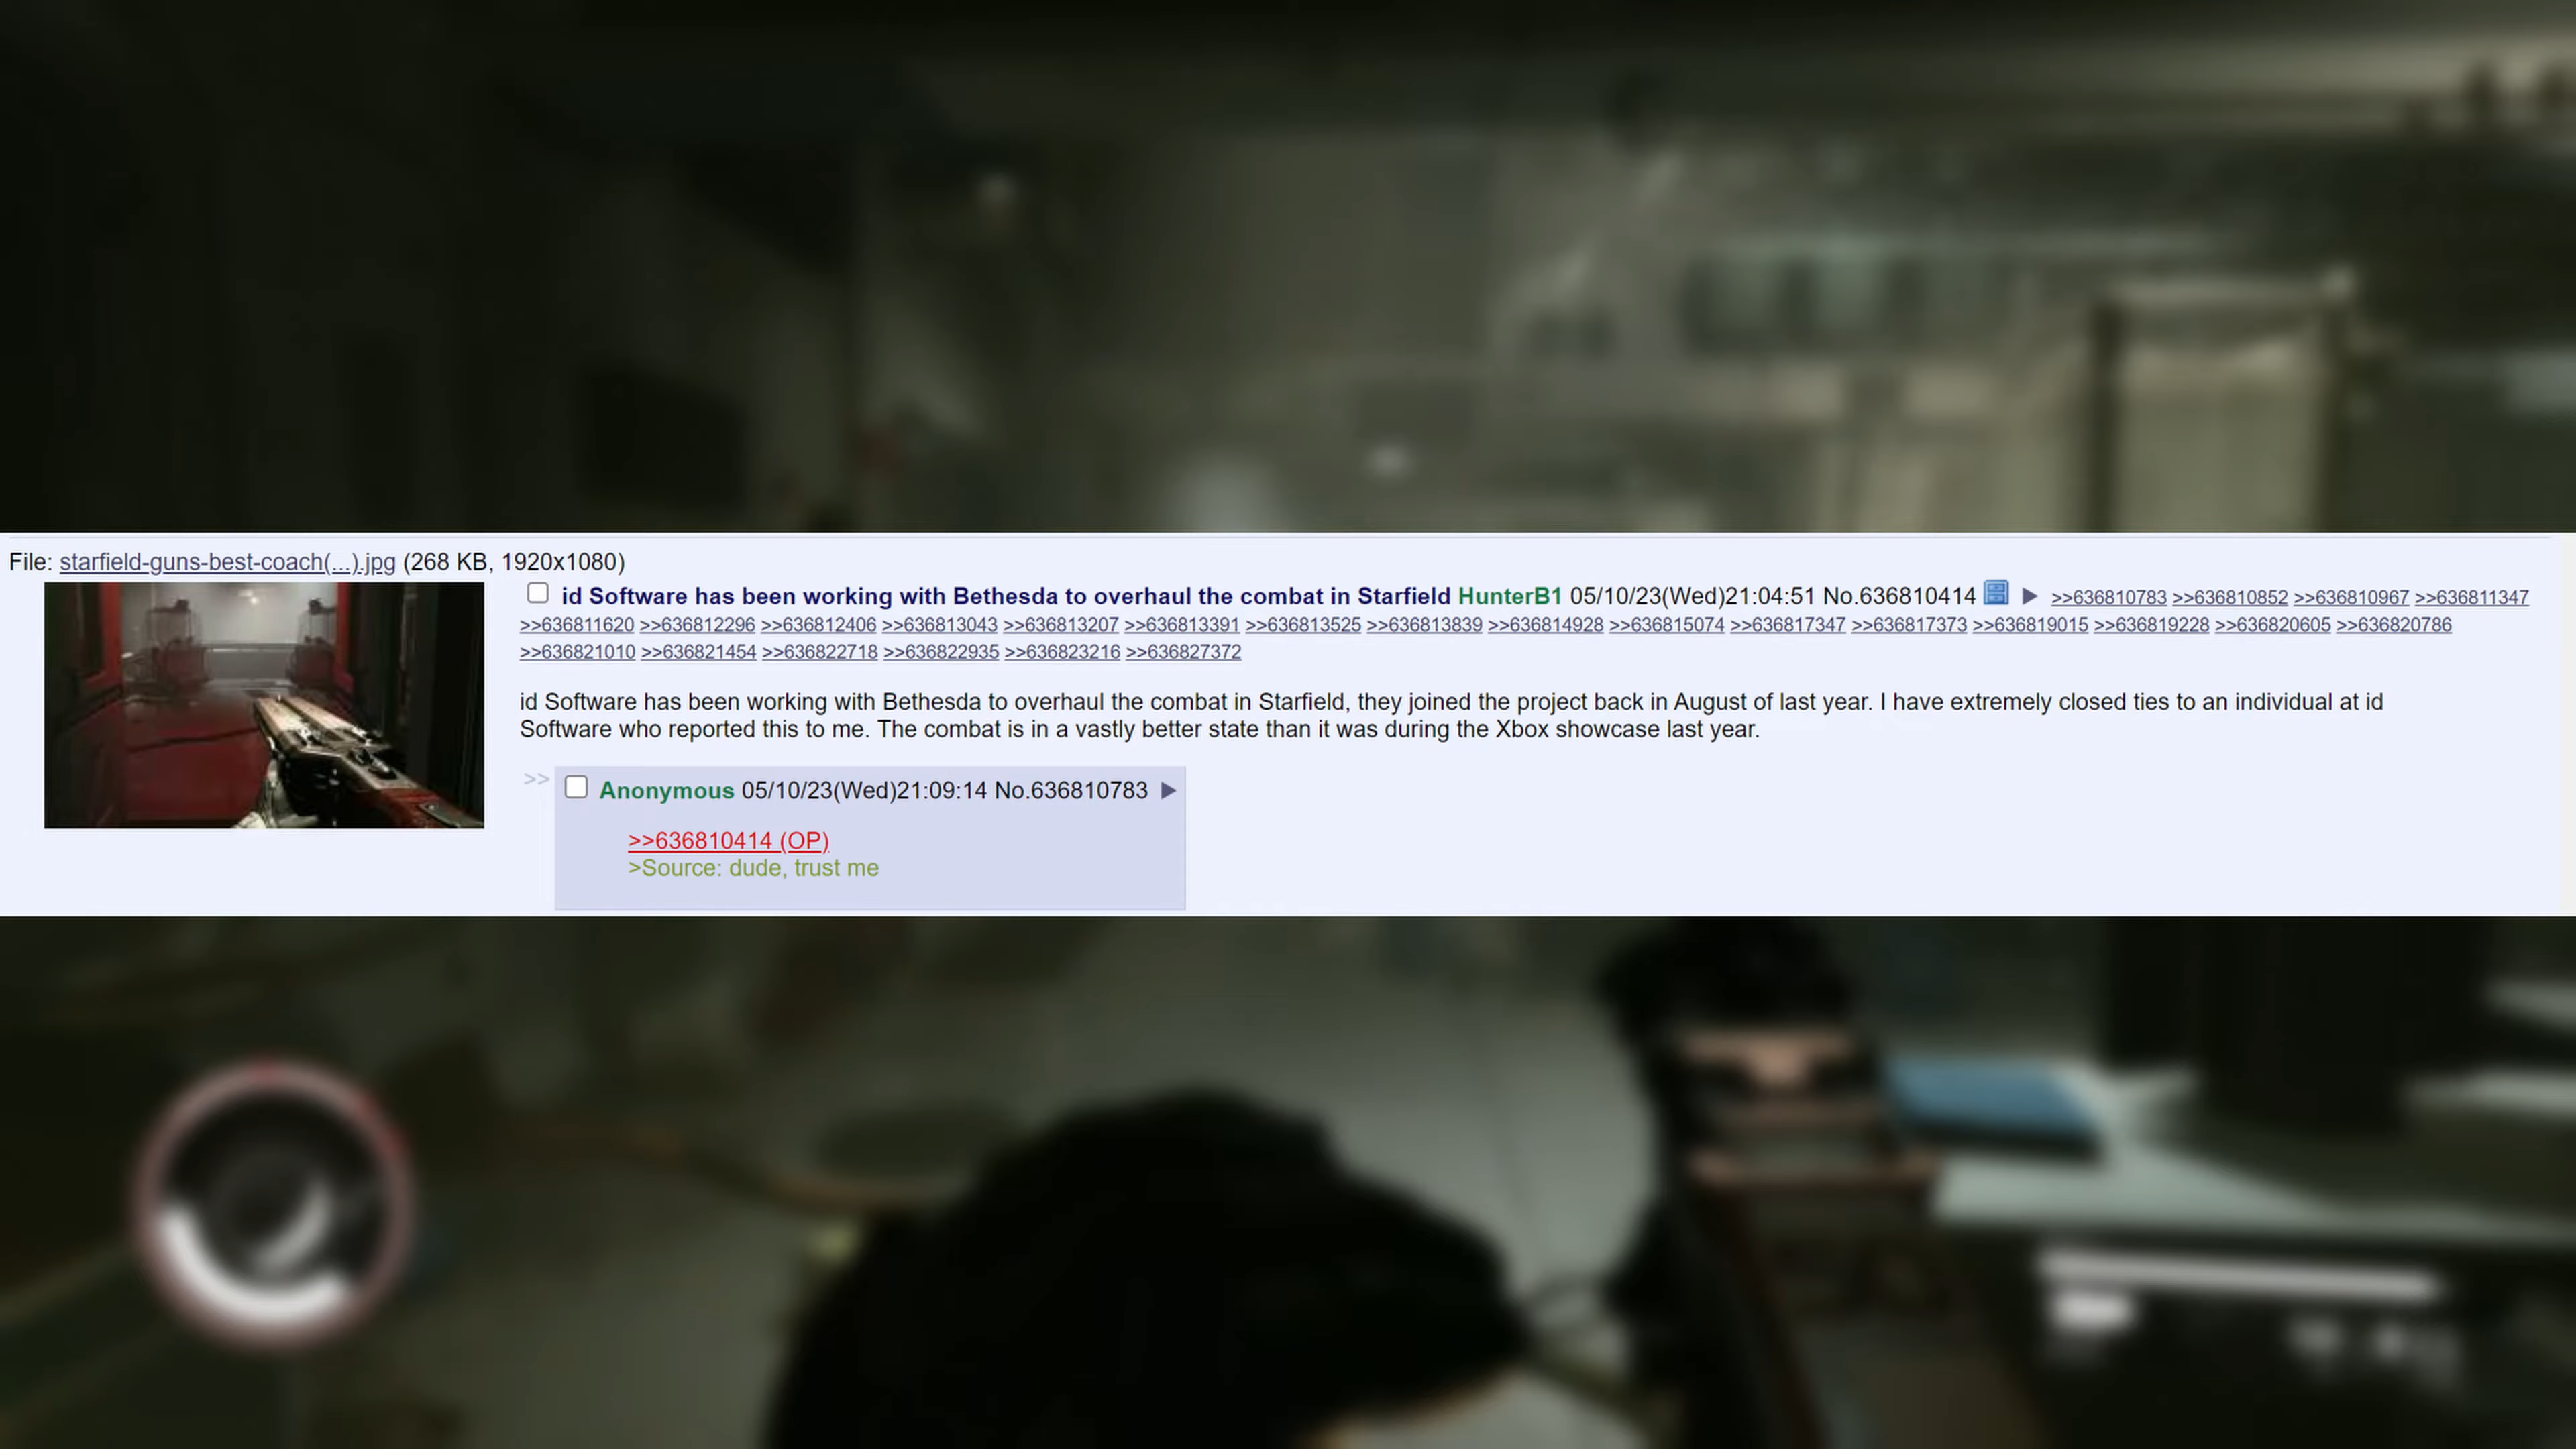 File: starfield-guns-best-coach(...).jpg (268 KB, 1920x1080)
id Software has been working with Bethesda to overhaul the combat in Starfield HunterB1 05/10/23(Wed)21:04:51 No.636810414 ▶ >>636810783 >>636810852 >>636810967 >>636811347
>>636811620 >>636812296 >>636812406 >>636813043 >>636813207 >>636813391 >>636813525 >>636813839 >>636814928 >>636815074 >>636817347 >>636817373 >>636819015 >>636819228 >>636820605 >>636820786
>>636821010 >>636821454 >>636822718 >>636822935 >>636823216 >>636827372
id Software has been working with Bethesda to overhaul the combat in Starfield, they joined the project back in August of last year. I have extremely closed ties to an individual at id
Software who reported this to me. The combat is in a vastly better state than it was during the Xbox showcase last year.
>> Anonymous 05/10/23(Wed)21:09:14 No.636810783 ▶
>>636810414 (OP)
>Source: dude, trust me